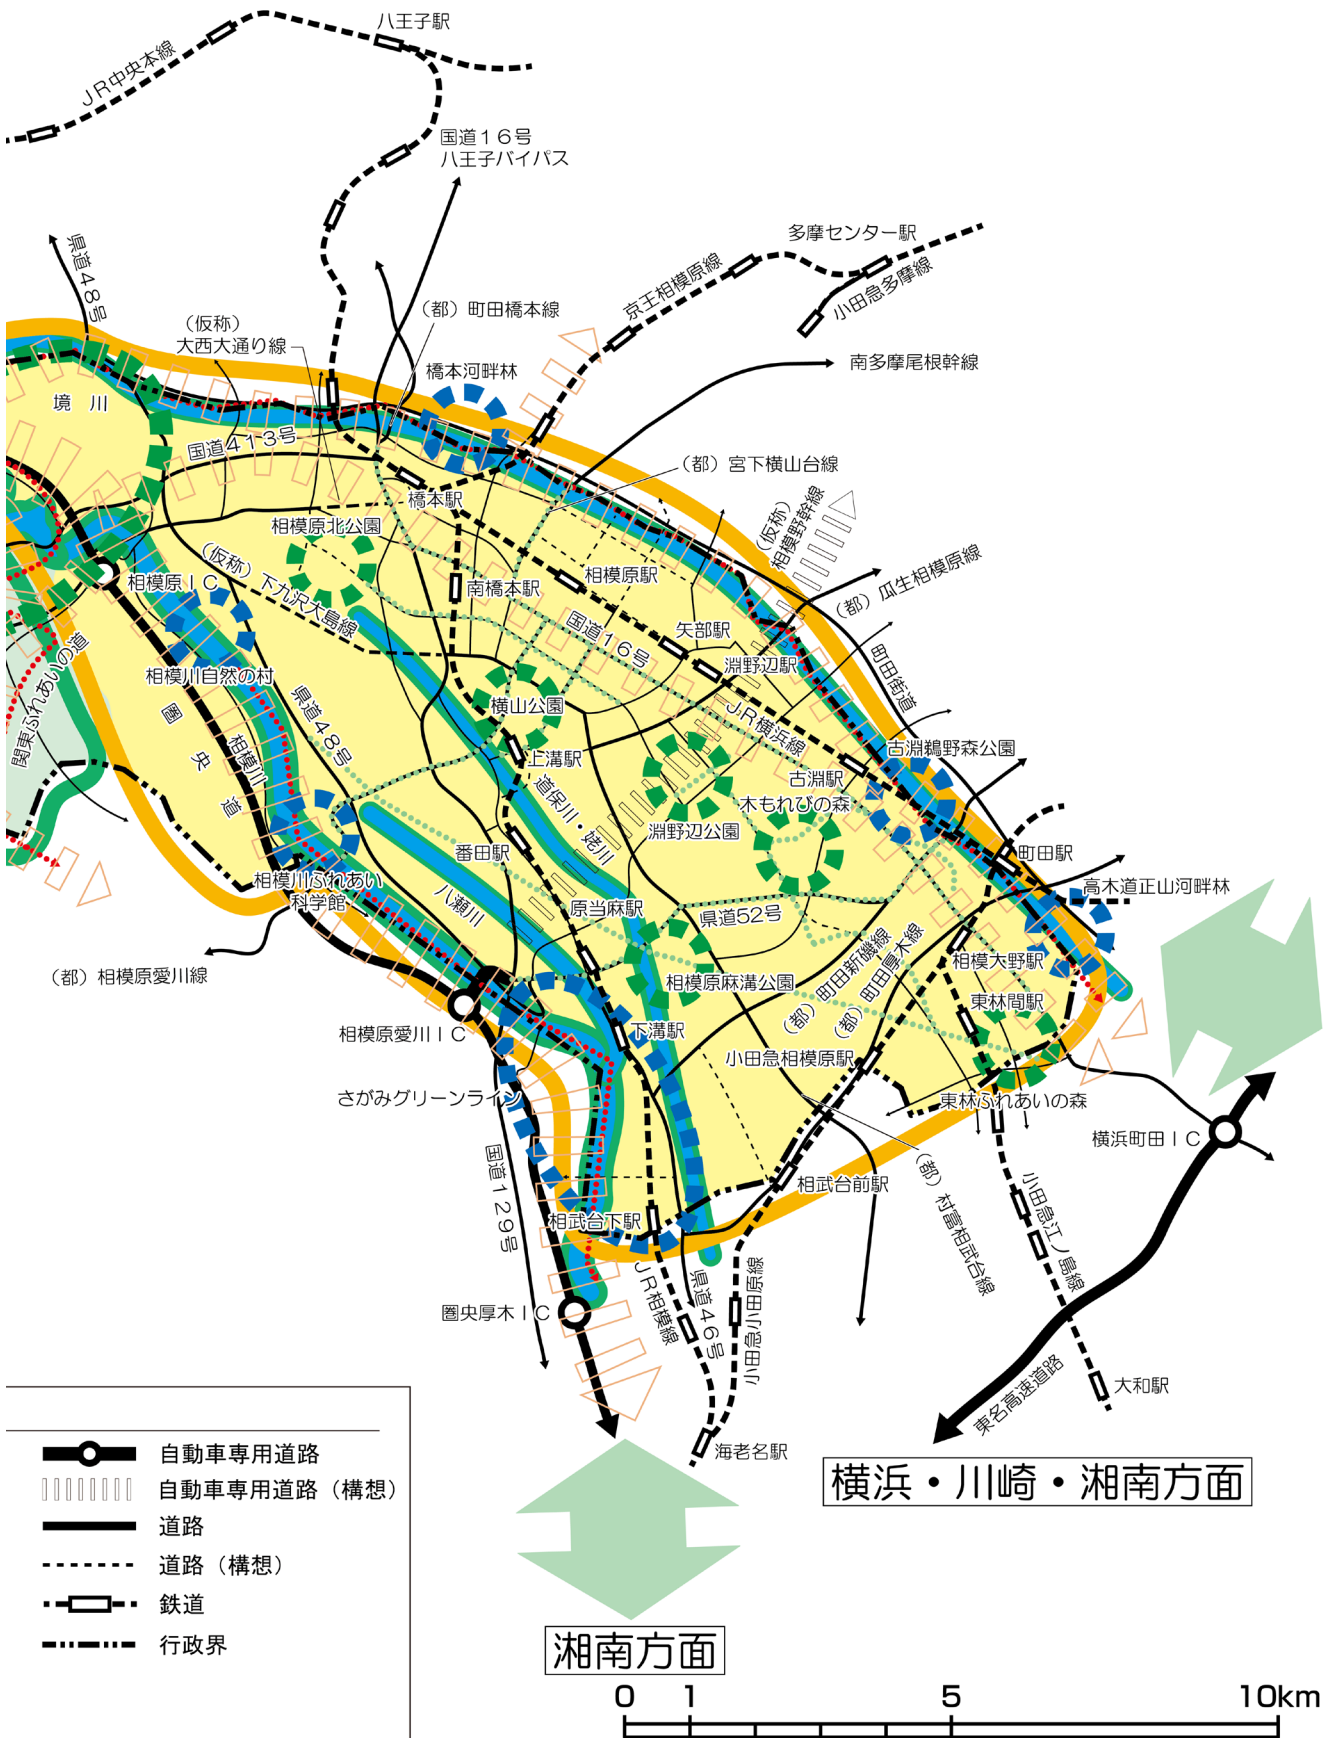 八王子駅
JR中央本線
国道16号
八王子バイパス
多摩センター駅
県道48号
京王相模原線
小田急多摩線
(都)町田橋本線
(仮称)
大西大通り線
橋本河畔林
南多摩尾根幹線
境川
国道413号
(都)宮下横山台線
橋本駅
(仮称)
相模野幹線
相模原北公園
(仮称)下九沢大島線
相模原IC
南橋本駅
相模原駅
(都)瓜生相模原線
国道16号
矢部駅
淵野辺駅
関東ふれあいの道
相模川自然の村
町田街道
県道48号
横山公園
圏央道
相模川
JR横浜線
上溝駅
古淵鵜野森公園
古淵駅
道保川・姥川
木もれびの森
淵野辺公園
番田駅
町田駅
相模川ふれあい
科学館
八瀬川
高木道正山河畔林
原当麻駅
県道52号
(都)町田新磯線
(都)町田厚木線
相模大野駅
(都)相模原愛川線
相模原麻溝公園
東林間駅
相模原愛川IC
下溝駅
小田急相模原駅
さがみグリーンライン
東林ふれあいの森
横浜町田IC
国道129号
相武台前駅
(都)村富相武台線
小田急江ノ島線
相武台下駅
JR相模線
県道46号
小田急小田原線
圏央厚木IC
東名高速道路
大和駅
海老名駅
横浜・川崎・湘南方面
自動車専用道路
自動車専用道路(構想)
道路
道路(構想)
鉄道
行政界
湘南方面
0 1 5 10km